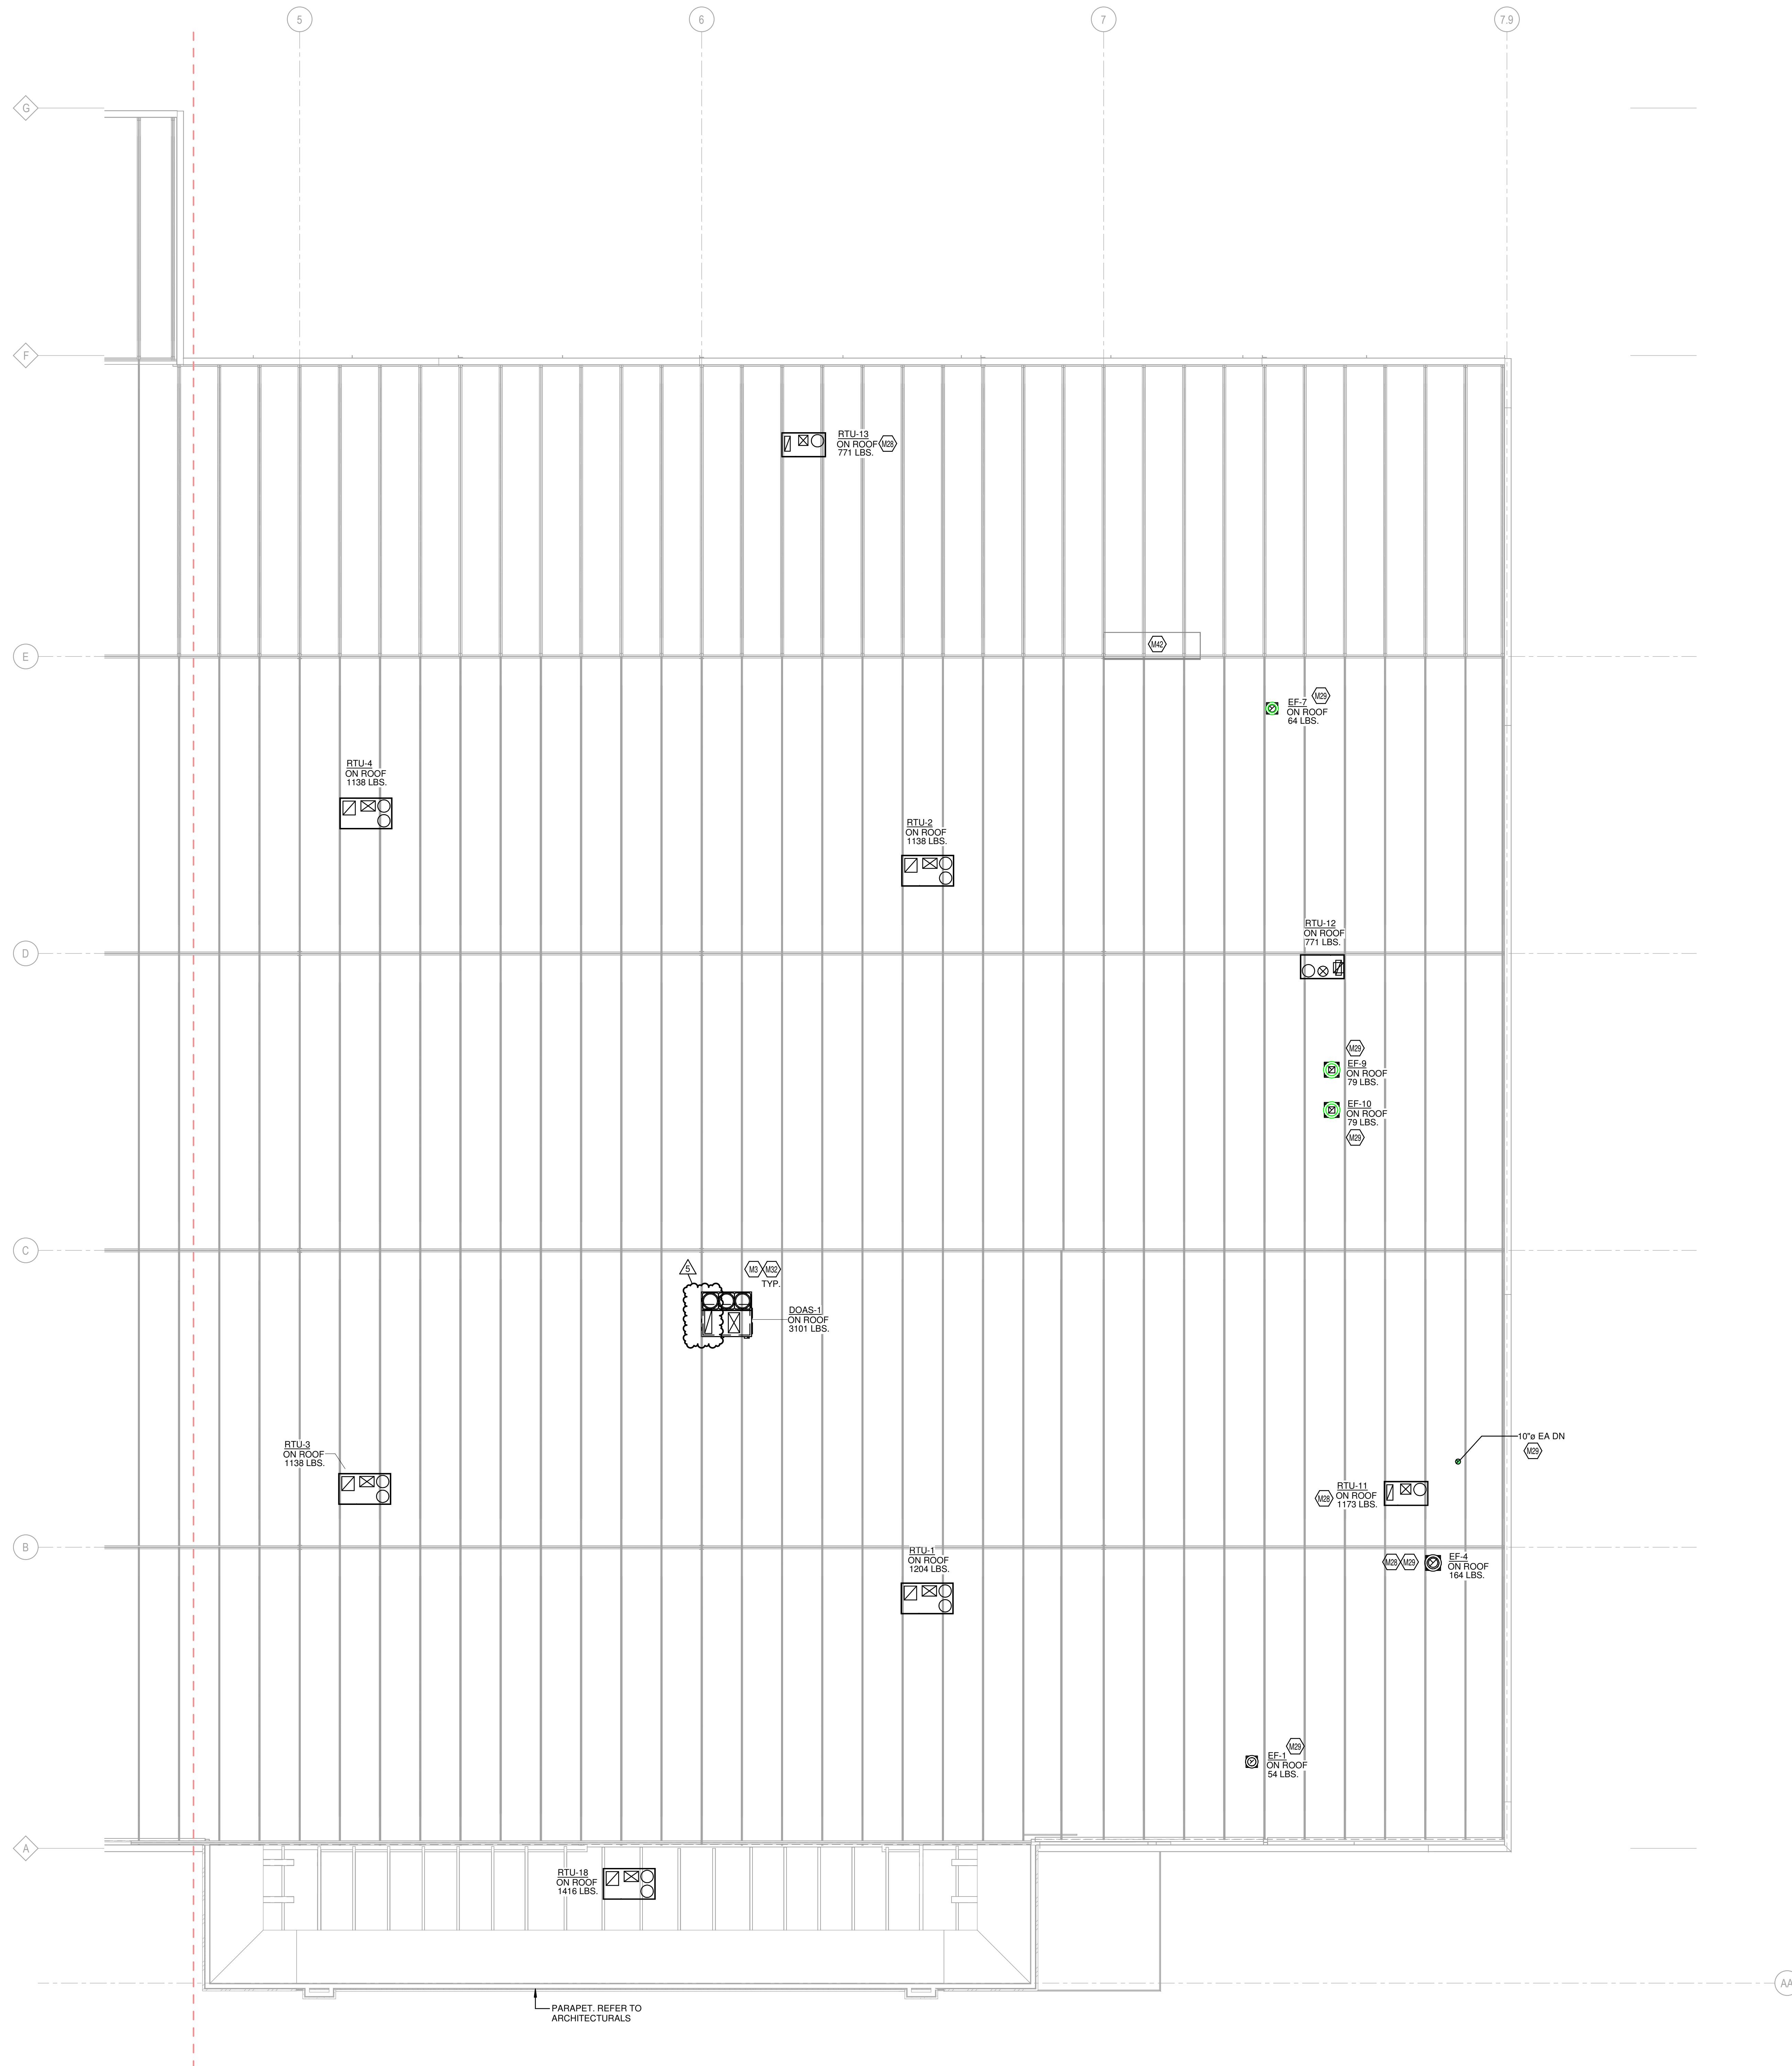 5
6
7
7.9
G
F
RTU-13
ON ROOF
771 LBS.
M28
E
M42
M29
EF-7
ON ROOF
64 LBS.
RTU-4
ON ROOF
1138 LBS.
RTU-2
ON ROOF
1138 LBS.
RTU-12
ON ROOF
771 LBS.
D
M29
EF-9
ON ROOF
79 LBS.
EF-10
ON ROOF
79 LBS.
M29
C
5
M3
M32
TYP.
DOAS-1
ON ROOF
3101 LBS.
RTU-3
ON ROOF
1138 LBS.
10"ø EA DN
M29
RTU-11
ON ROOF
1173 LBS.
M28
B
RTU-1
ON ROOF
1204 LBS.
M28
M29
EF-4
ON ROOF
164 LBS.
M29
EF-1
ON ROOF
54 LBS.
A
RTU-18
ON ROOF
1416 LBS.
AA
PARAPET. REFER TO
ARCHITECTURALS